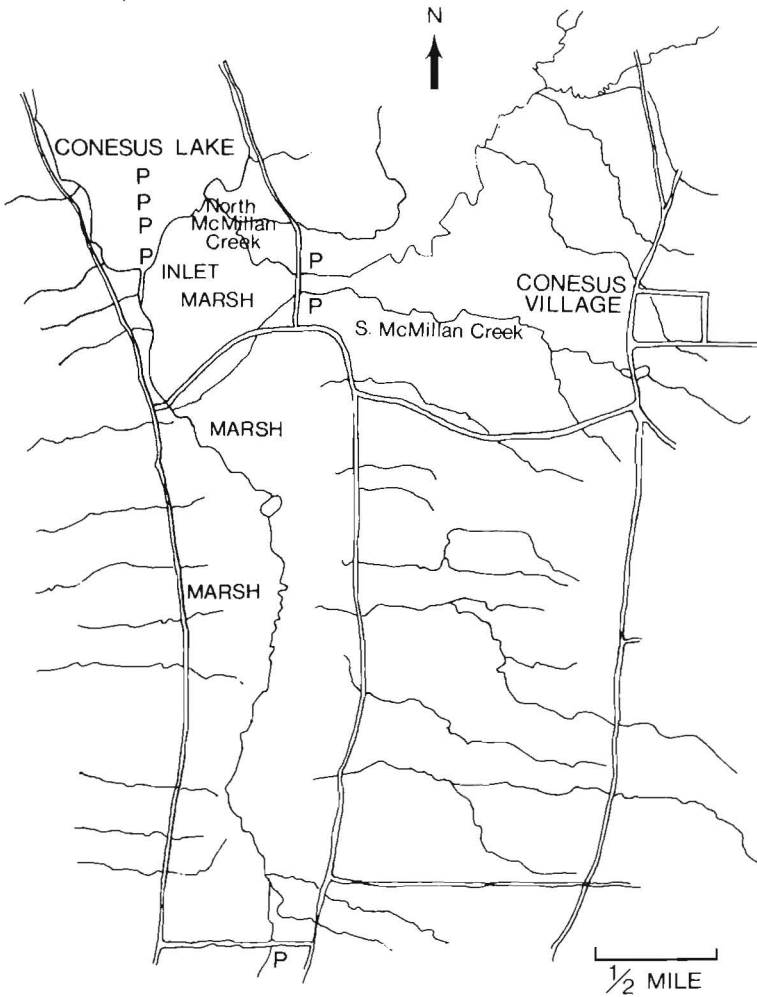 N
CONESUS LAKE
P
P
P
P
North
McMillan
Creek
INLET
MARSH
P
P
CONESUS
VILLAGE
S. McMillan Creek
MARSH
MARSH
P
1/2 MILE